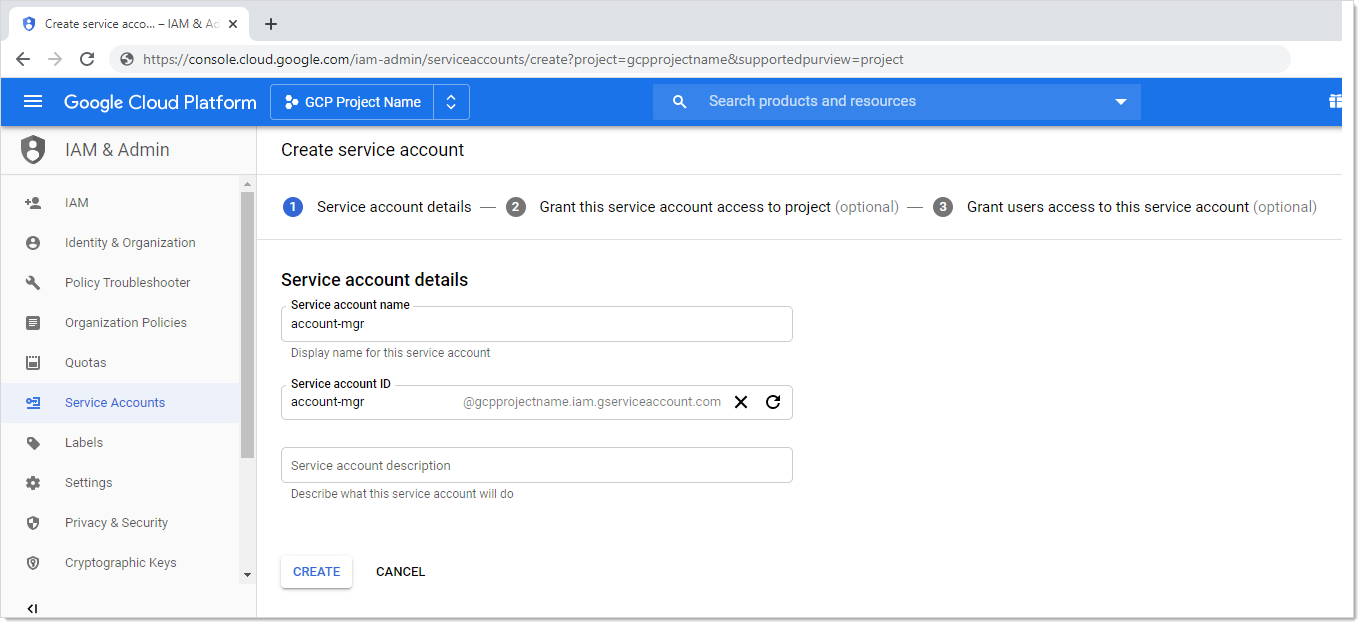 Create service acco... – IAM & Ad
https://console.cloud.google.com/iam-admin/serviceaccounts/create?project=gcpprojectname&supportedpurview=project
Google Cloud Platform
GCP Project Name
Search products and resources
IAM & Admin
Create service account
IAM
Identity & Organization
Policy Troubleshooter
Organization Policies
Quotas
Service Accounts
Labels
Settings
Privacy & Security
Cryptographic Keys
1 Service account details — 2 Grant this service account access to project (optional) — 3 Grant users access to this service account (optional)
Service account details
Service account name
account-mgr
Display name for this service account
Service account ID
account-mgr @gcpprojectname.iam.gserviceaccount.com
Service account description
Describe what this service account will do
CREATE CANCEL